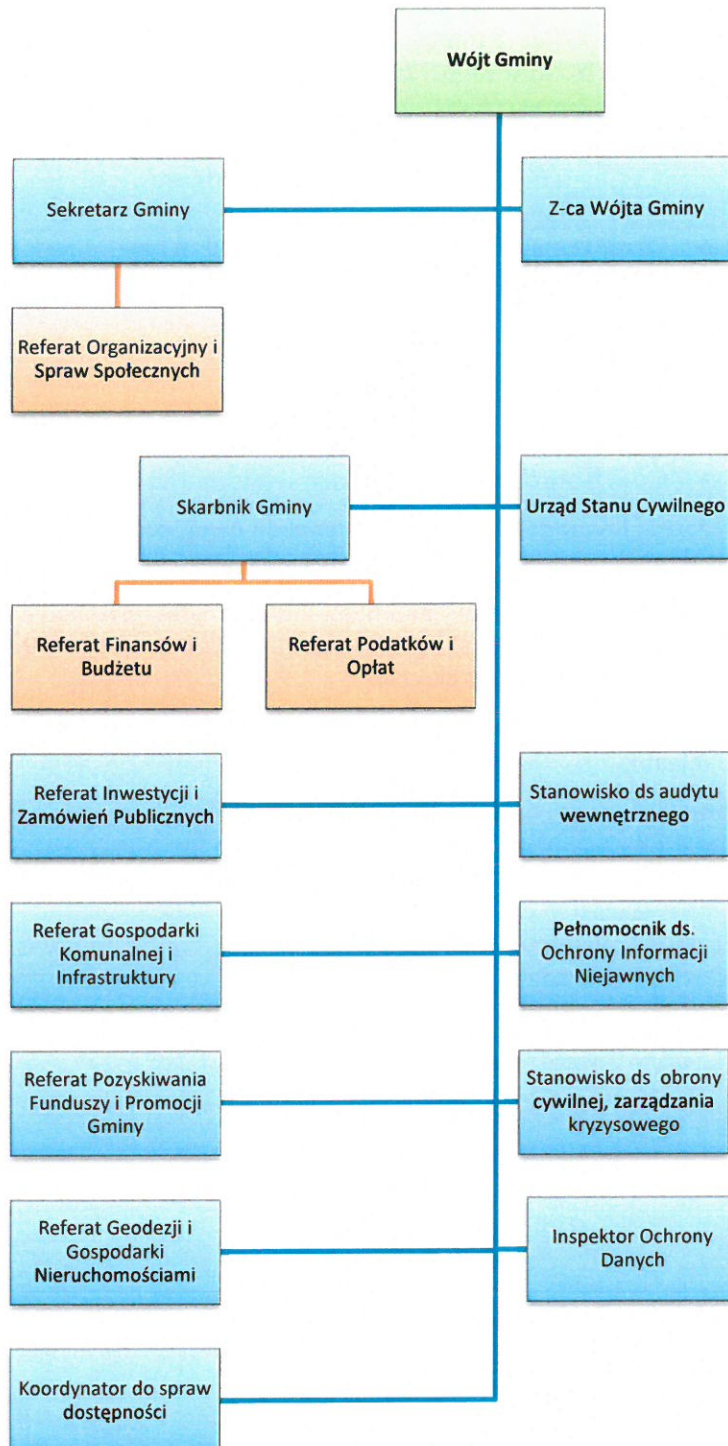 Wójt Gminy
Sekretarz Gminy
Z-ca Wójta Gminy
Referat Organizacyjny i
Spraw Społecznych
Skarbnik Gminy
Urząd Stanu Cywilnego
Referat Finansów i
Budżetu
Referat Podatków i
Opłat
Referat Inwestycji i
Zamówień Publicznych
Stanowisko ds audytu
wewnętrznego
Referat Gospodarki
Komunalnej i
Infrastruktury
Pełnomocnik ds.
Ochrony Informacji
Niejawnych
Referat Pozyskiwania
Funduszy i Promocji
Gminy
Stanowisko ds obrony
cywilnej, zarządzania
kryzysowego
Referat Geodezji i
Gospodarki
Nieruchomościami
Inspektor Ochrony
Danych
Koordynator do spraw
dostępności